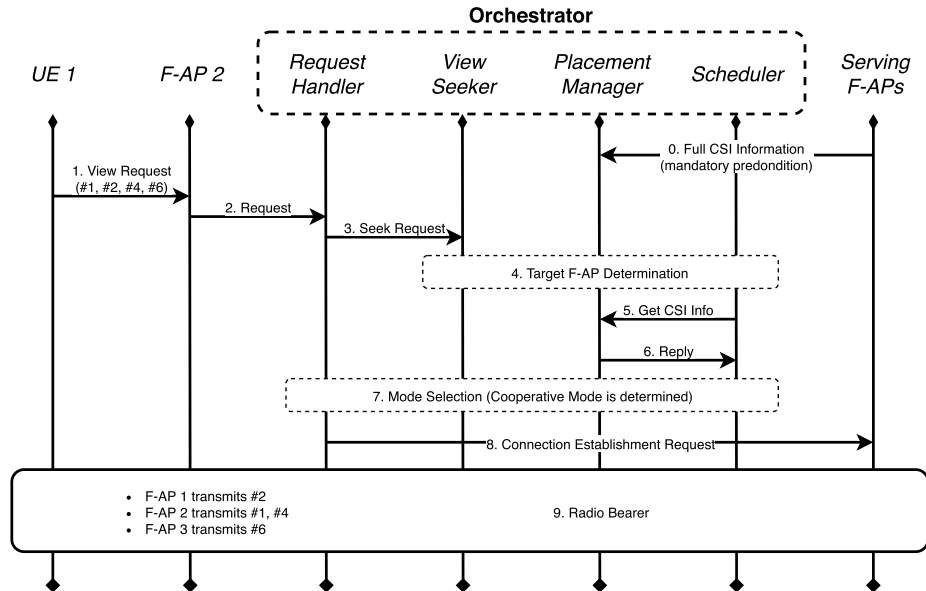 Orchestrator
UE 1
F-AP 2
Request
Handler
View
Seeker
Placement
Manager
Scheduler
Serving
F-APs
0. Full CSI Information
(mandatory predondition)
1. View Request
(#1, #2, #4, #6)
2. Request
3. Seek Request
4. Target F-AP Determination
5. Get CSI Info
6. Reply
7. Mode Selection (Cooperative Mode is determined)
8. Connection Establishment Request
• F-AP 1 transmits #2
• F-AP 2 transmits #1, #4
• F-AP 3 transmits #6
9. Radio Bearer